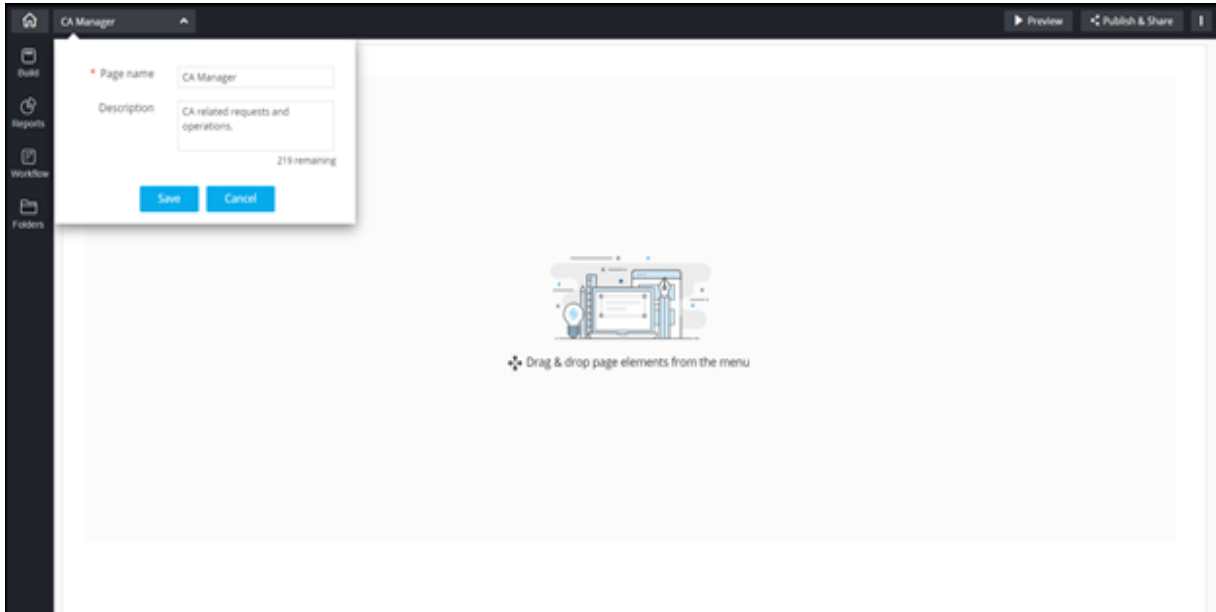 CA Manager
Preview
Publish & Share
Build
Reports
Workflow
Folders
* Page name
CA Manager
Description
CA related requests and
operations.
219 remaining
Save
Cancel
Drag & drop page elements from the menu